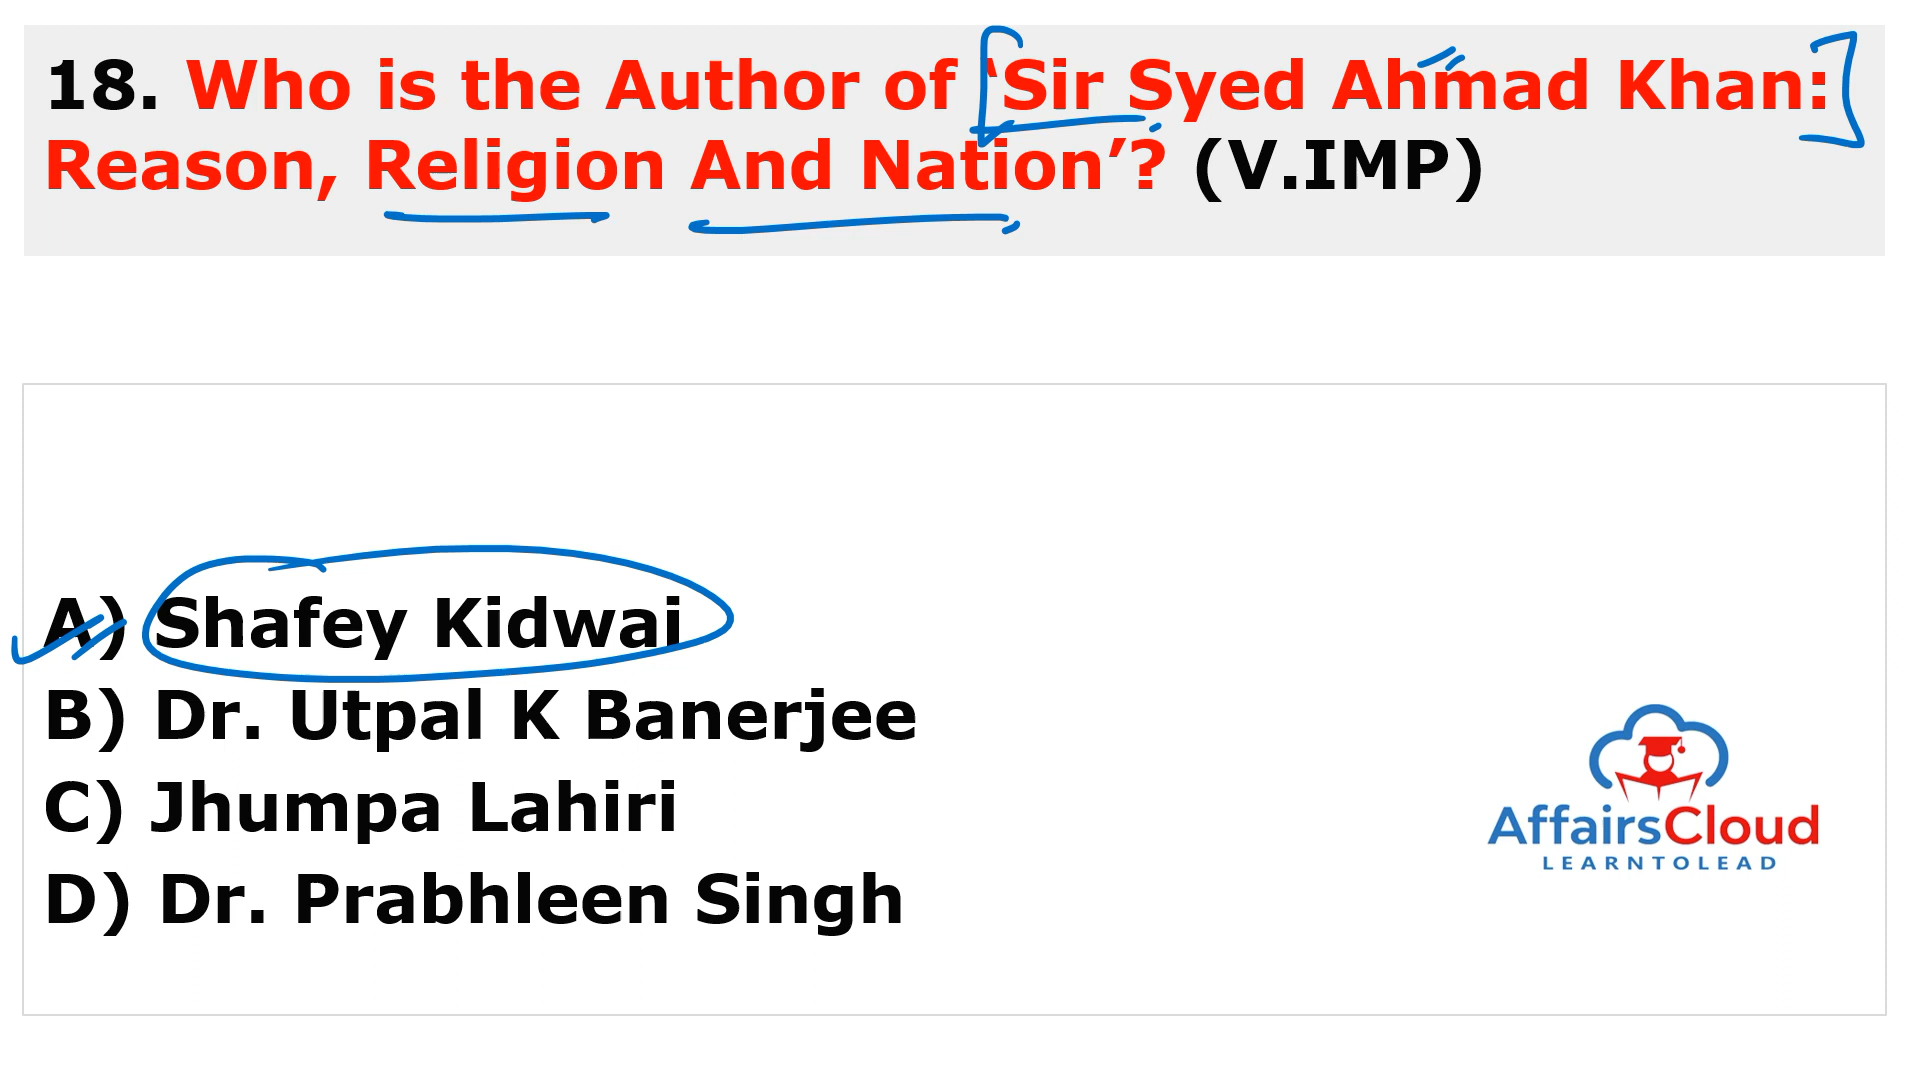 18. Who is the Author of ‘Sir Syed Ahmad Khan:
Reason, Religion And Nation’? (V.IMP)
A) Shafey Kidwai
B) Dr. Utpal K Banerjee
C) Jhumpa Lahiri
D) Dr. Prabhleen Singh
AffairsCloud
LEARNTOLEAD